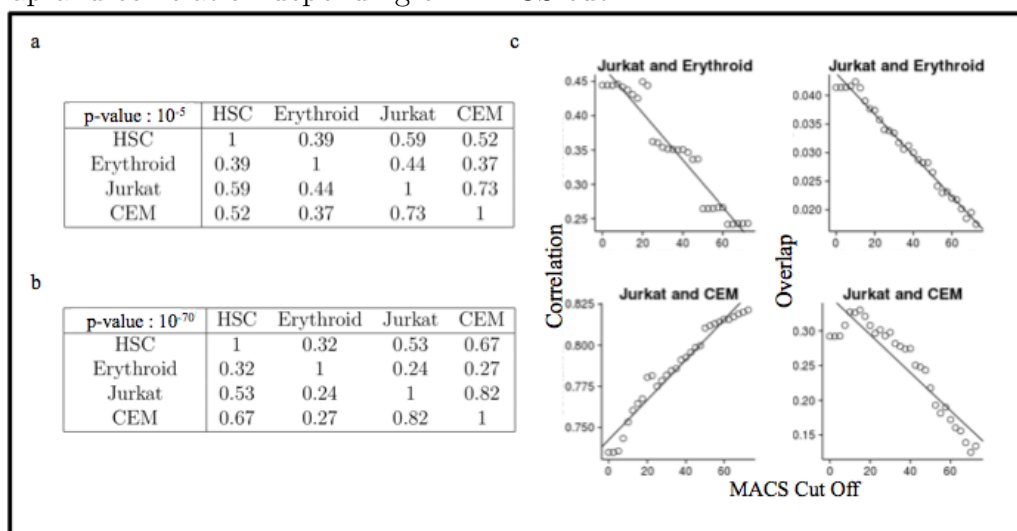 a
p-value : 10-5 HSC Erythroid Jurkat CEM
HSC 1 0.39 0.59 0.52
Erythroid 0.39 1 0.44 0.37
Jurkat 0.59 0.44 1 0.73
CEM 0.52 0.37 0.73 1
b
p-value : 10-70 HSC Erythroid Jurkat CEM
HSC 1 0.32 0.53 0.67
Erythroid 0.32 1 0.24 0.27
Jurkat 0.53 0.24 1 0.82
CEM 0.67 0.27 0.82 1
c
Jurkat and Erythroid
0.45
0.40
0.35
0.30
0.25
0 20 40 60
Jurkat and Erythroid
0.040
0.035
0.030
0.025
0.020
0 20 40 60
Correlation
Overlap
Jurkat and CEM
0.825
0.800
0.775
0.750
0 20 40 60
Jurkat and CEM
0.30
0.25
0.20
0.15
0 20 40 60
MACS Cut Off